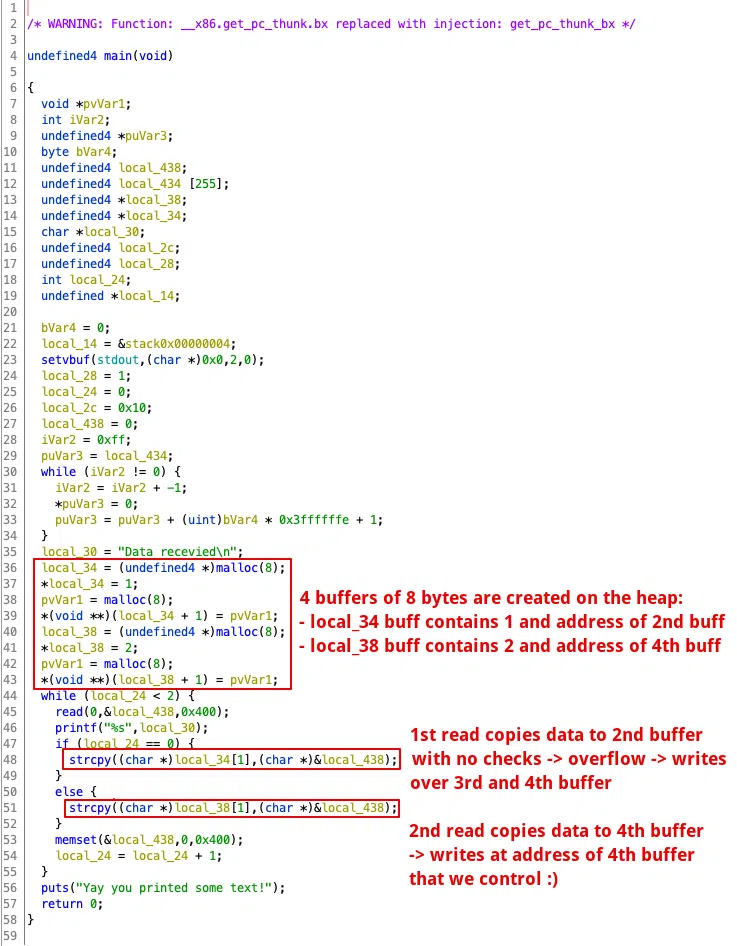 1
2 /* WARNING: Function: __x86.get_pc_thunk.bx replaced with injection: get_pc_thunk_bx */
3
4 undefined4 main(void)
5
6 {
7   void *pvVar1;
8   int iVar2;
9   undefined4 *puVar3;
10   byte bVar4;
11   undefined4 local_438;
12   undefined4 local_434 [255];
13   undefined4 *local_38;
14   undefined4 *local_34;
15   char *local_30;
16   undefined4 local_2c;
17   undefined4 local_28;
18   int local_24;
19   undefined *local_14;
20
21   bVar4 = 0;
22   local_14 = &stack0x00000004;
23   setvbuf(stdout,(char *)0x0,2,0);
24   local_28 = 1;
25   local_24 = 0;
26   local_2c = 0x10;
27   local_438 = 0;
28   iVar2 = 0xff;
29   puVar3 = local_434;
30   while (iVar2 != 0) {
31     iVar2 = iVar2 + -1;
32     *puVar3 = 0;
33     puVar3 = puVar3 + (uint)bVar4 * 0x3ffffffe + 1;
34   }
35   local_30 = "Data recevied\n";
36   local_34 = (undefined4 *)malloc(8);
37   *local_34 = 1;
38   pvVar1 = malloc(8);
39   *(void **)(local_34 + 1) = pvVar1;
40   local_38 = (undefined4 *)malloc(8);
41   *local_38 = 2;
42   pvVar1 = malloc(8);
43   *(void **)(local_38 + 1) = pvVar1;
4 buffers of 8 bytes are created on the heap:
- local_34 buff contains 1 and address of 2nd buff
- local_38 buff contains 2 and address of 4th buff
44   while (local_24 < 2) {
45     read(0,&local_438,0x400);
46     printf("%s",local_30);
47     if (local_24 == 0) {
48       strcpy((char *)local_34[1],(char *)&local_438);
49     }
1st read copies data to 2nd buffer
with no checks -> overflow -> writes
over 3rd and 4th buffer
50     else {
51       strcpy((char *)local_38[1],(char *)&local_438);
52     }
53     memset(&local_438,0,0x400);
54     local_24 = local_24 + 1;
55   }
2nd read copies data to 4th buffer
-> writes at address of 4th buffer
that we control :)
56   puts("Yay you printed some text!");
57   return 0;
58 }
59